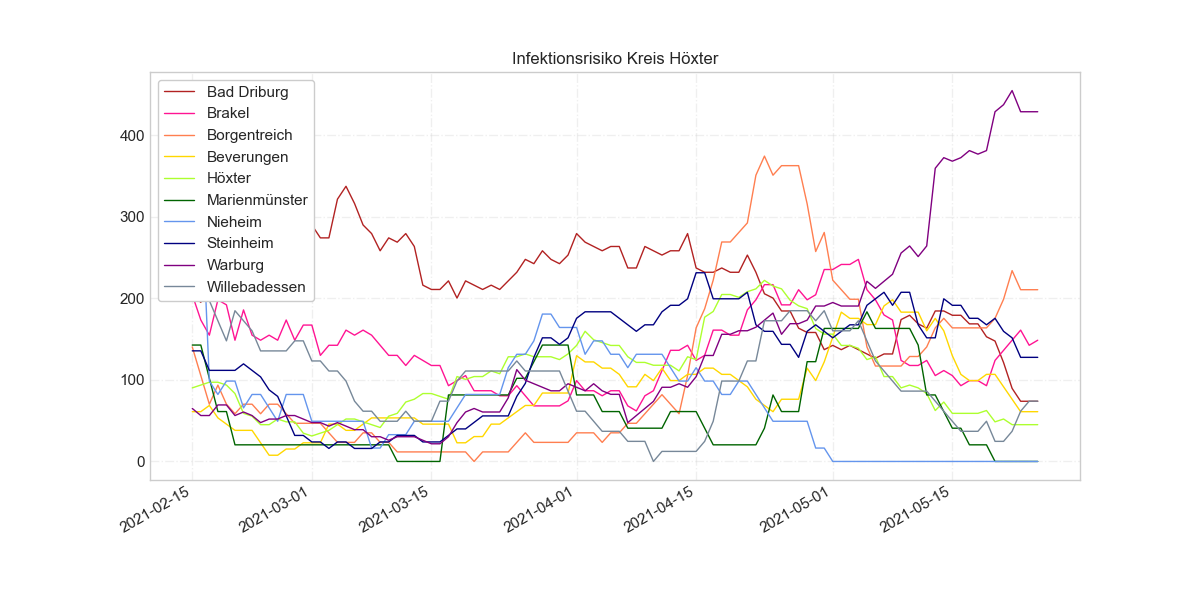 Infektionsrisiko Kreis Höxter
Bad Driburg
Brakel
Borgentreich
Beverungen
Höxter
Marienmünster
Nieheim
Steinheim
Warburg
Willebadessen
400
300
200
100
0
2021-02-15
2021-03-01
2021-03-15
2021-04-01
2021-04-15
2021-05-01
2021-05-15